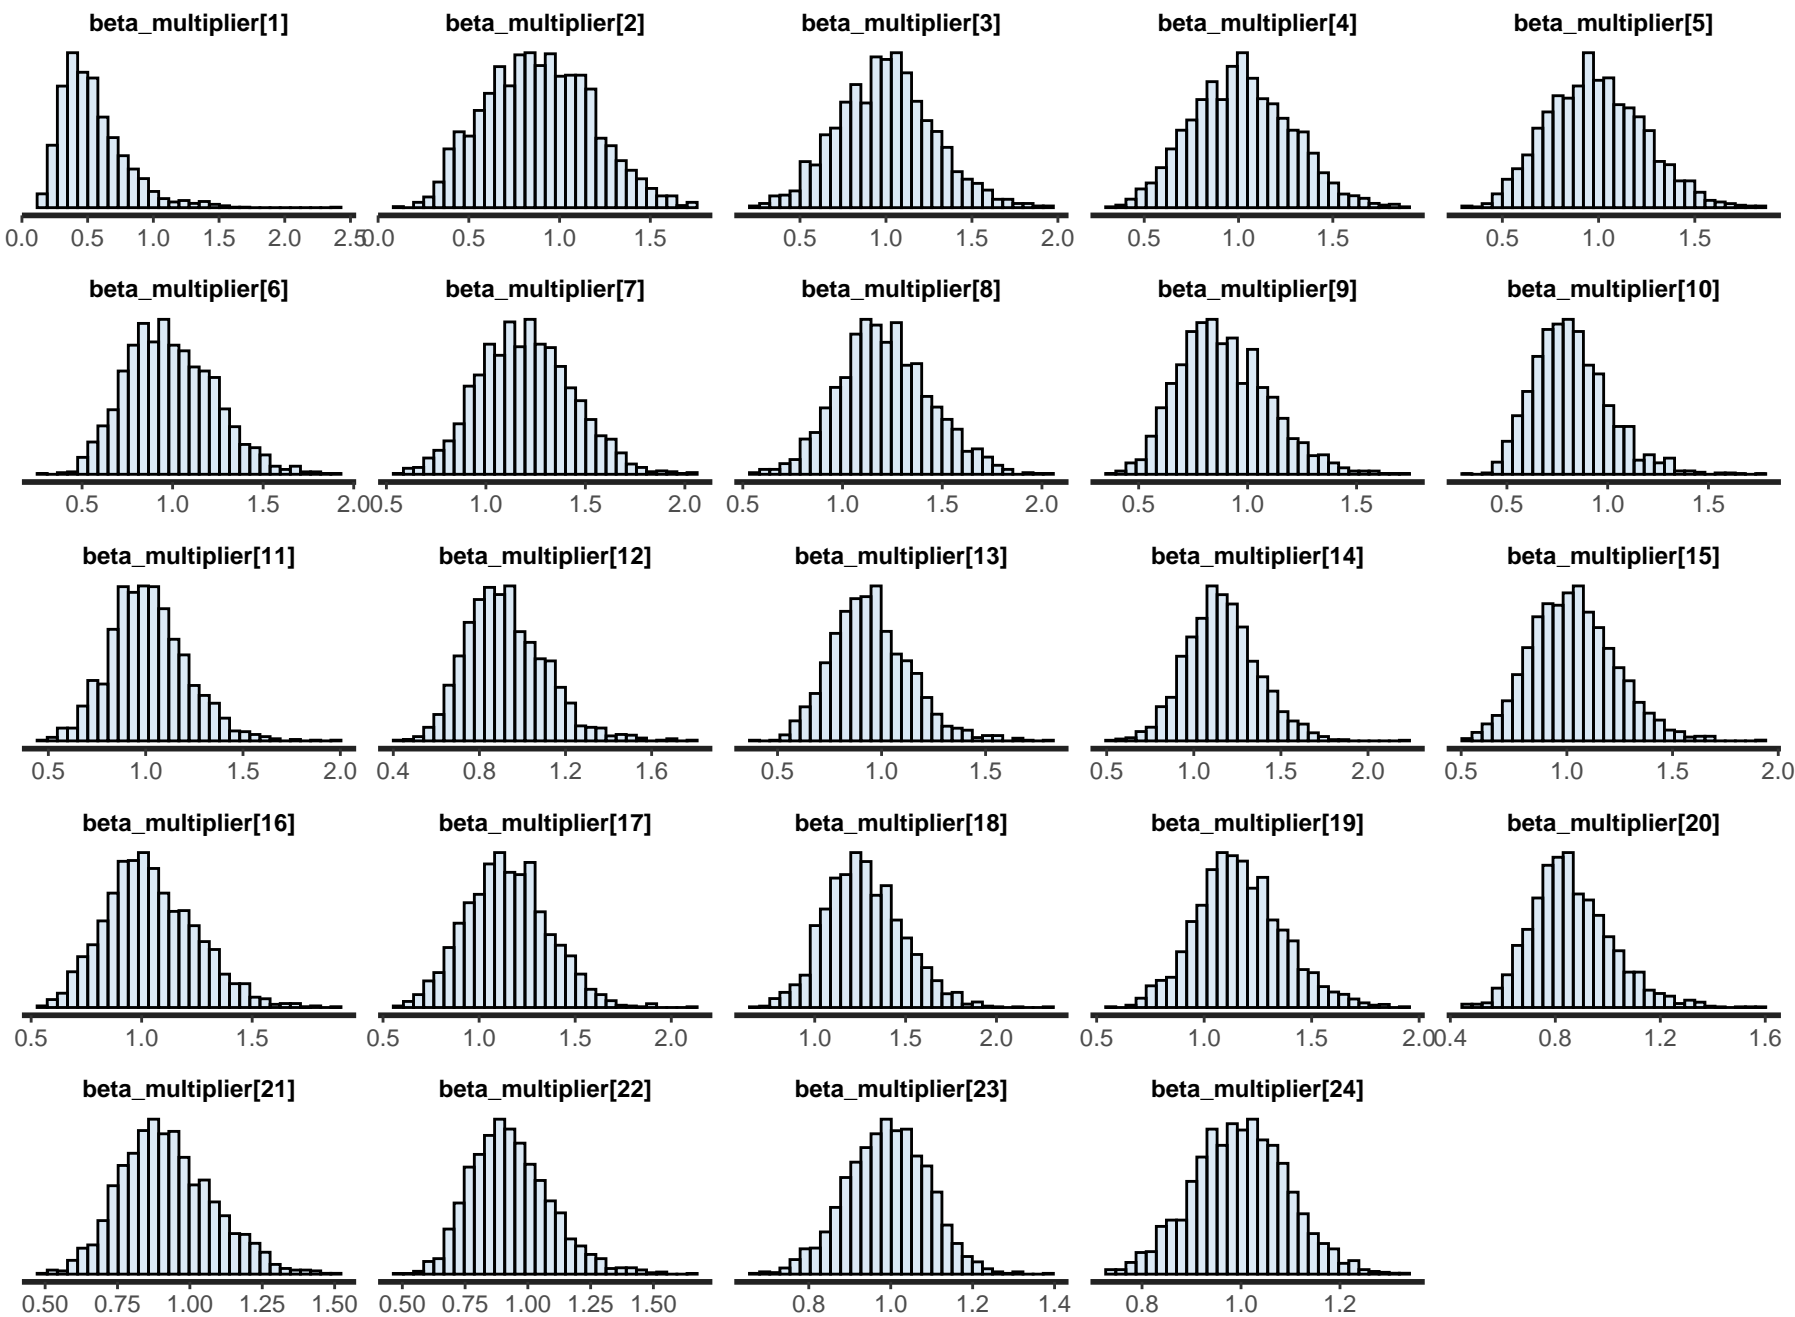 beta_multiplier[1] beta_multiplier[2] beta_multiplier[3] beta_multiplier[4] beta_multiplier[5]
0.0 0.5 1.0 1.5 2.0 2.5 0.0 0.5 1.0 1.5 0.5 1.0 1.5 2.0 0.5 1.0 1.5 0.5 1.0 1.5
beta_multiplier[6] beta_multiplier[7] beta_multiplier[8] beta_multiplier[9] beta_multiplier[10]
0.5 1.0 1.5 2.0 0.5 1.0 1.5 2.0 0.5 1.0 1.5 2.0 0.5 1.0 1.5 0.5 1.0 1.5
beta_multiplier[11] beta_multiplier[12] beta_multiplier[13] beta_multiplier[14] beta_multiplier[15]
0.5 1.0 1.5 2.0 0.4 0.8 1.2 1.6 0.5 1.0 1.5 0.5 1.0 1.5 2.0 0.5 1.0 1.5 2.0
beta_multiplier[16] beta_multiplier[17] beta_multiplier[18] beta_multiplier[19] beta_multiplier[20]
0.5 1.0 1.5 0.5 1.0 1.5 2.0 1.0 1.5 2.0 0.5 1.0 1.5 2.0 0.4 0.8 1.2 1.6
beta_multiplier[21] beta_multiplier[22] beta_multiplier[23] beta_multiplier[24]
0.50 0.75 1.00 1.25 1.50 0.50 0.75 1.00 1.25 1.50 0.8 1.0 1.2 1.4 0.8 1.0 1.2